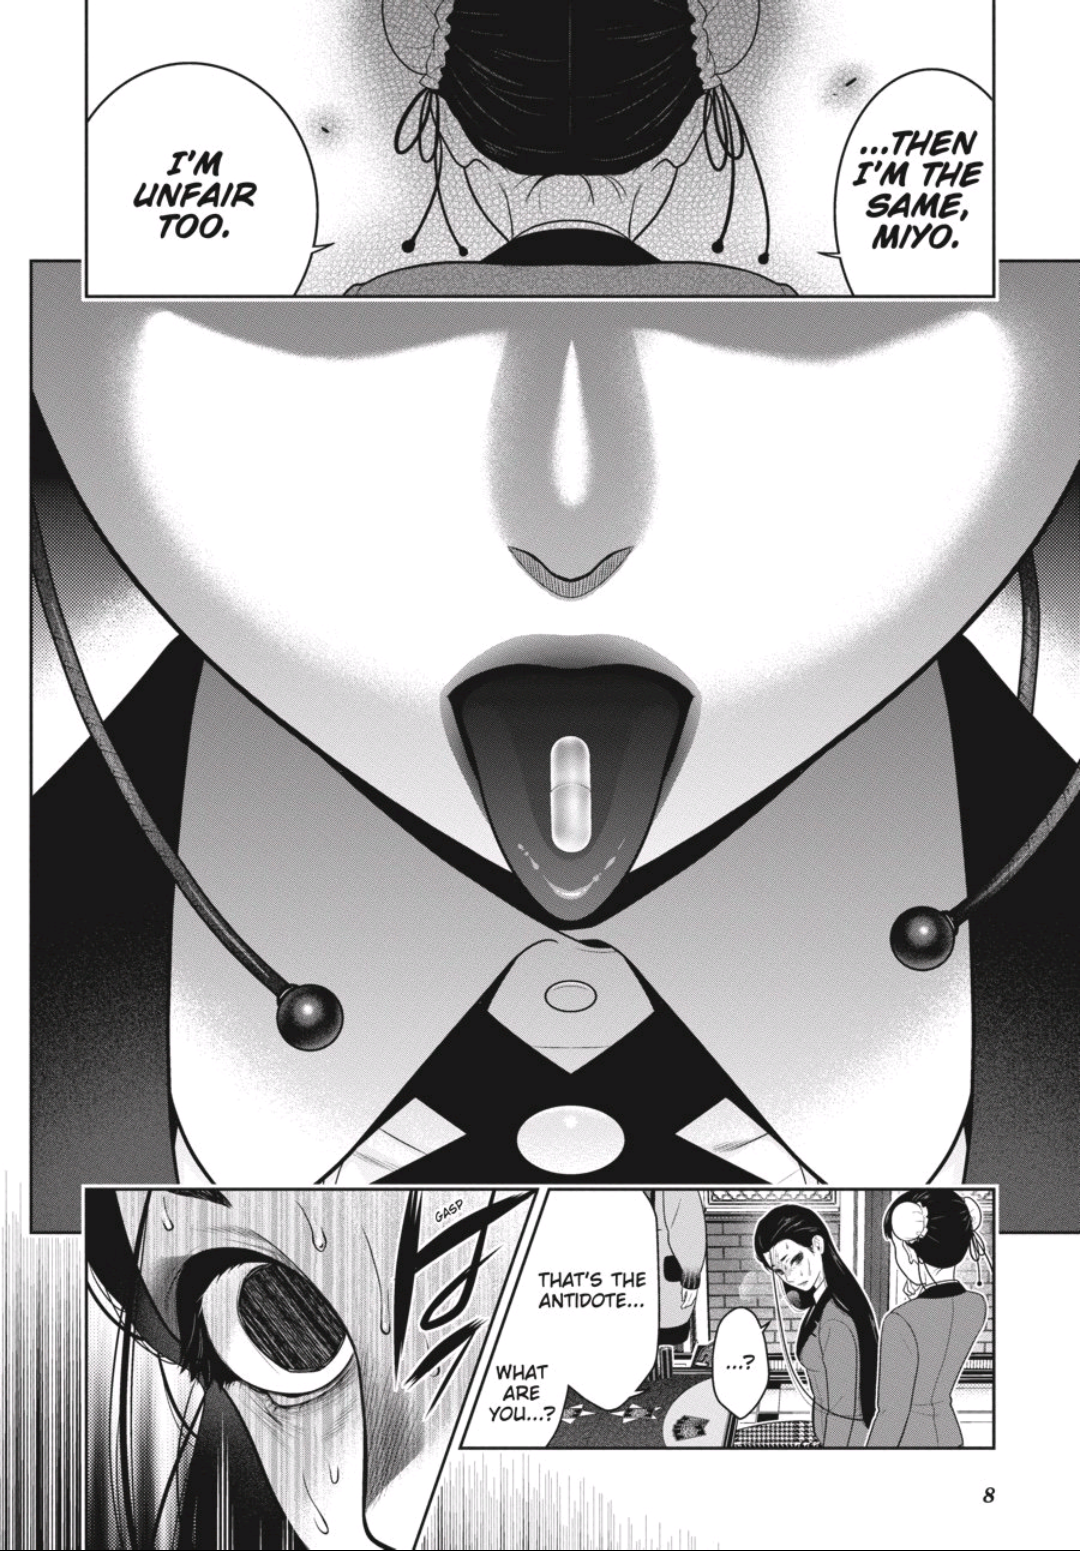 ...THEN
I'M THE
SAME,
MIYO.
I'M
UNFAIR
TOO.
...?
THAT'S THE
ANTIDOTE...
WHAT
ARE
YOU...?
GASP
8